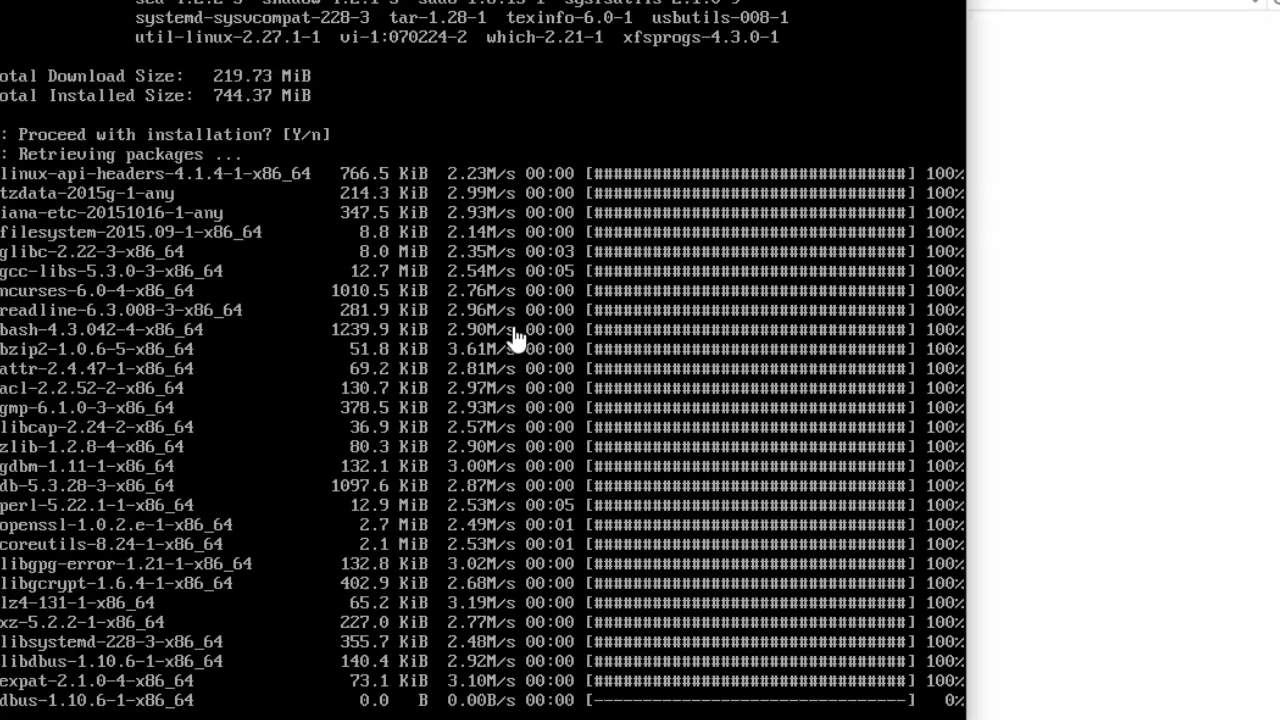 systemd-sysvcompat-228-3  tar-1.28-1  texinfo-6.0-1  usbutils-008-1
util-linux-2.27.1-1  vi-1:070224-2  which-2.21-1  xfsprogs-4.3.0-1
otal Download Size:   219.73 MiB
otal Installed Size:  744.37 MiB
: Proceed with installation? [Y/n]
: Retrieving packages ...
linux-api-headers-4.1.4-1-x86_64   766.5 KiB  2.23M/s 00:00 [################################] 100%
tzdata-2015g-1-any   214.3 KiB  2.99M/s 00:00 [################################] 100%
iana-etc-20151016-1-any   347.5 KiB  2.93M/s 00:00 [################################] 100%
filesystem-2015.09-1-x86_64   8.8 KiB  2.14M/s 00:00 [################################] 100%
glibc-2.22-3-x86_64   8.0 MiB  2.35M/s 00:03 [################################] 100%
gcc-libs-5.3.0-3-x86_64   12.7 MiB  2.54M/s 00:05 [################################] 100%
ncurses-6.0-4-x86_64   1010.5 KiB  2.76M/s 00:00 [################################] 100%
readline-6.3.008-3-x86_64   281.9 KiB  2.96M/s 00:00 [################################] 100%
bash-4.3.042-4-x86_64   1239.9 KiB  2.90M/s 00:00 [################################] 100%
bzip2-1.0.6-5-x86_64   51.8 KiB  3.61M/s 00:00 [################################] 100%
attr-2.4.47-1-x86_64   69.2 KiB  2.81M/s 00:00 [################################] 100%
acl-2.2.52-2-x86_64   130.7 KiB  2.97M/s 00:00 [################################] 100%
gmp-6.1.0-3-x86_64   378.5 KiB  2.93M/s 00:00 [################################] 100%
libcap-2.24-2-x86_64   36.9 KiB  2.57M/s 00:00 [################################] 100%
zlib-1.2.8-4-x86_64   80.3 KiB  2.90M/s 00:00 [################################] 100%
gdbm-1.11-1-x86_64   132.1 KiB  3.00M/s 00:00 [################################] 100%
db-5.3.28-3-x86_64   1097.6 KiB  2.87M/s 00:00 [################################] 100%
perl-5.22.1-1-x86_64   12.9 MiB  2.53M/s 00:05 [################################] 100%
openssl-1.0.2.e-1-x86_64   2.7 MiB  2.49M/s 00:01 [################################] 100%
coreutils-8.24-1-x86_64   2.1 MiB  2.53M/s 00:01 [################################] 100%
libgpg-error-1.21-1-x86_64   132.8 KiB  3.02M/s 00:00 [################################] 100%
libgcrypt-1.6.4-1-x86_64   402.9 KiB  2.68M/s 00:00 [################################] 100%
lz4-131-1-x86_64   65.2 KiB  3.19M/s 00:00 [################################] 100%
xz-5.2.2-1-x86_64   227.0 KiB  2.77M/s 00:00 [################################] 100%
libsystemd-228-3-x86_64   355.7 KiB  2.48M/s 00:00 [################################] 100%
libdbus-1.10.6-1-x86_64   140.4 KiB  2.92M/s 00:00 [################################] 100%
expat-2.1.0-4-x86_64   73.1 KiB  3.10M/s 00:00 [################################] 100%
dbus-1.10.6-1-x86_64   0.0   B  0.00B/s 00:00 [--------------------------------]   0%